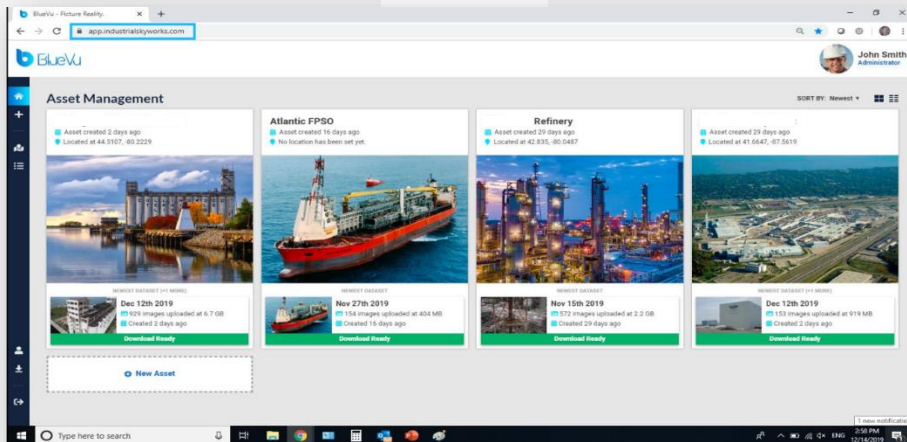 BlueVu - Picture Reality.
app.industrialskyworks.com
BlueVu
John Smith
Administrator
Asset Management
SORT BY: Newest
Asset created 2 days ago
Located at 44.5107, -80.2229
Atlantic FPSO
Asset created 16 days ago
No location has been set yet
Refinery
Asset created 29 days ago
Located at 42.835, -80.0487
Asset created 29 days ago
Located at 41.6647, -87.5619
NEWEST DATASET (+1 MORE)
Dec 12th 2019
929 images uploaded at 6.7 GB
Created 2 days ago
Download Ready
NEWEST DATASET
Nov 27th 2019
154 images uploaded at 404 MB
Created 16 days ago
Download Ready
NEWEST DATASET
Nov 15th 2019
572 images uploaded at 2.2 GB
Created 29 days ago
Download Ready
NEWEST DATASET (+1 MORE)
Dec 12th 2019
153 images uploaded at 919 MB
Created 2 days ago
Download Ready
New Asset
1 new notification
Type here to search
ENG
2:58 PM
12/14/2019